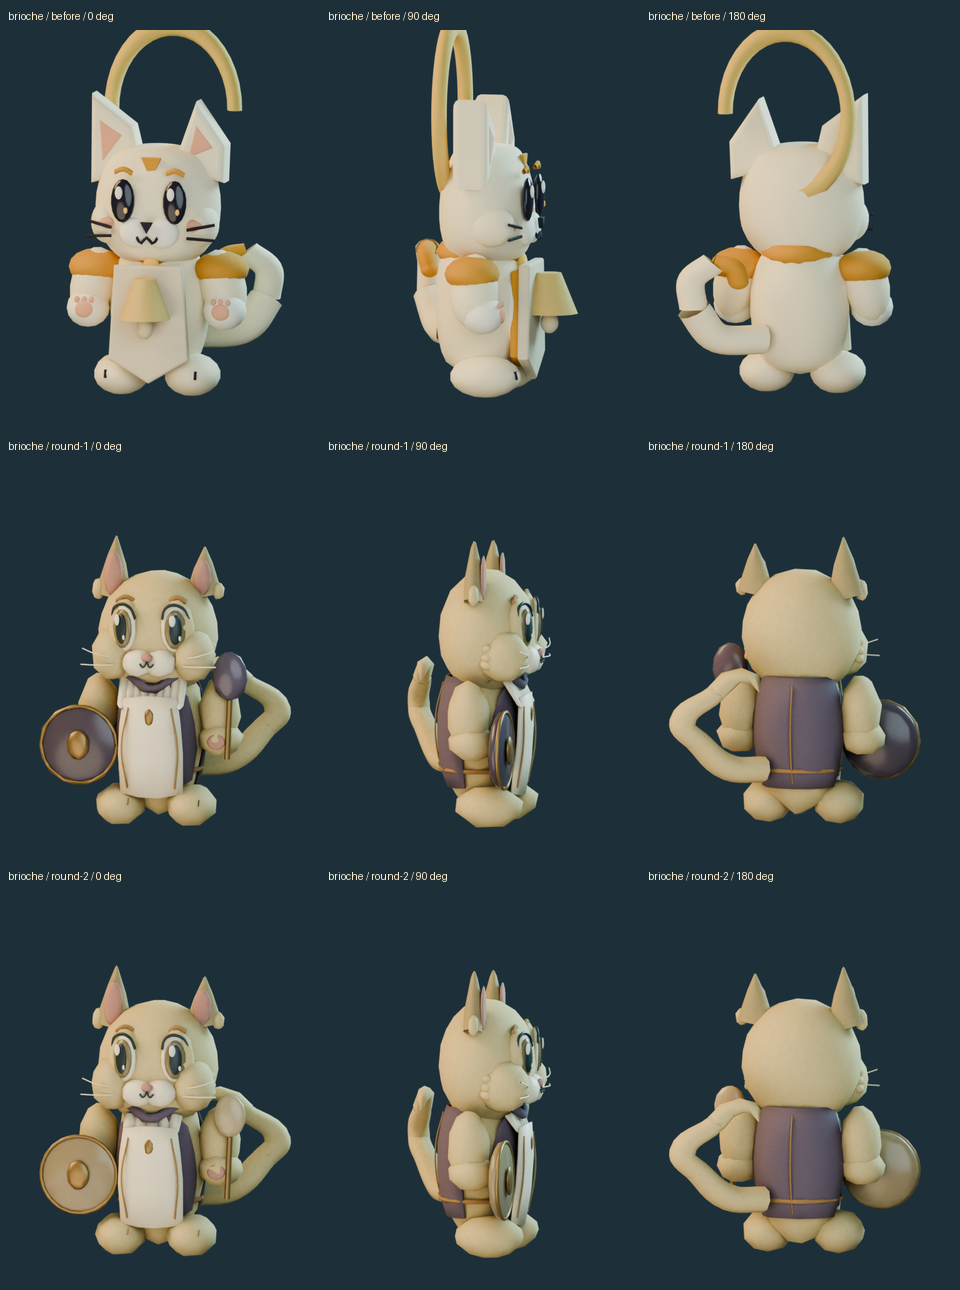 brioche / before / 0 deg
brioche / before / 90 deg
brioche / before / 180 deg
brioche / round-1 / 0 deg
brioche / round-1 / 90 deg
brioche / round-1 / 180 deg
brioche / round-2 / 0 deg
brioche / round-2 / 90 deg
brioche / round-2 / 180 deg